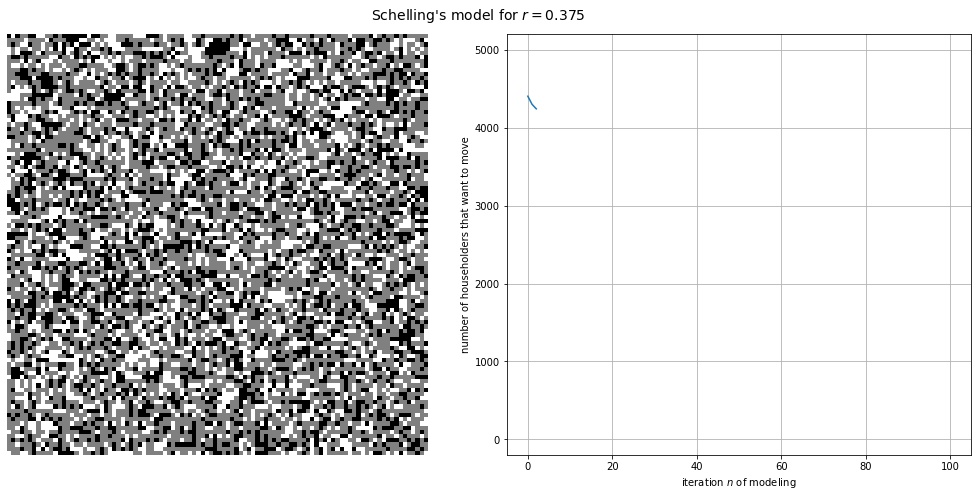 Schelling's model for r = 0.375
number of householders that want to move
5000
4000
3000
2000
1000
0
0 20 40 60 80 100
iteration n of modeling